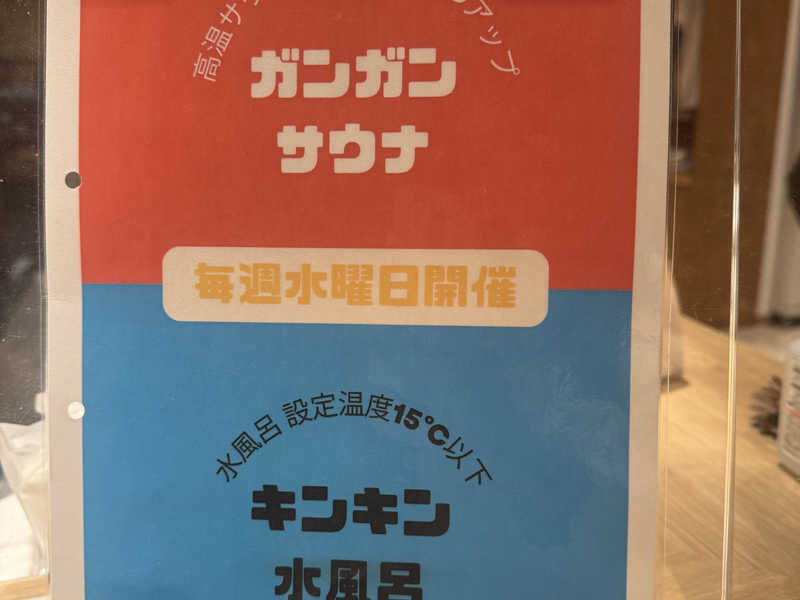 高温サ
アップ
ガンガン
サウナ
毎週水曜日開催
水風呂 設定温度15℃以下
キンキン
水風呂